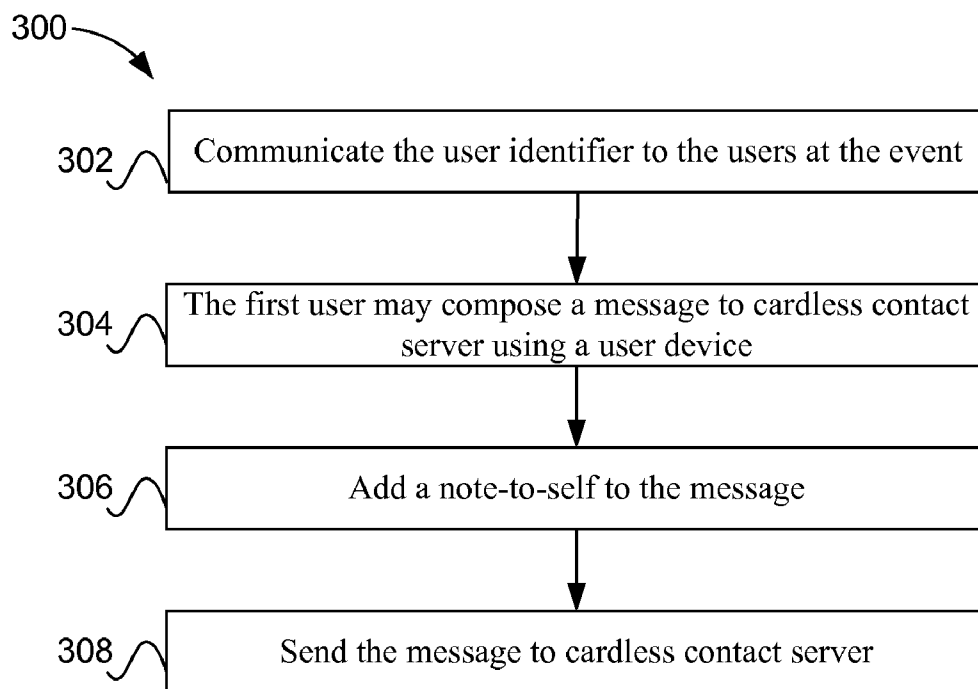 300
302
Communicate the user identifier to the users at the event
304
The first user may compose a message to cardless contact
server using a user device
306
Add a note-to-self to the message
308
Send the message to cardless contact server